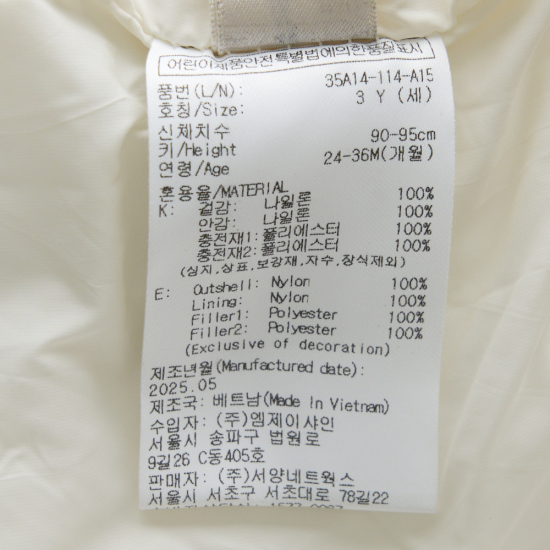 어린이제품안전특별법에의한품질표시
품번(L/N): 35A14-114-A15
호칭/Size: 3 Y (세)
신체치수
키/Height 90-95cm
연령/Age 24-36M(개월)
혼용율/MATERIAL
K: 겉감: 나일론 100%
안감: 나일론 100%
충전재1: 폴리에스터 100%
충전재2: 폴리에스터 100%
(심지,상표,보강재,자수,장식제외)
E: Outshell: Nylon 100%
Lining: Nylon 100%
Filler1: Polyester 100%
Filler2: Polyester 100%
(Exclusive of decoration)
제조년월(Manufactured date):
2025.05
제조국: 베트남(Made In Vietnam)
수입자: (주)엠제이샤인
서울시 송파구 법원로
9길26 C동405호
판매자: (주)서양네트웍스
서울시 서초구 서초대로 78길22